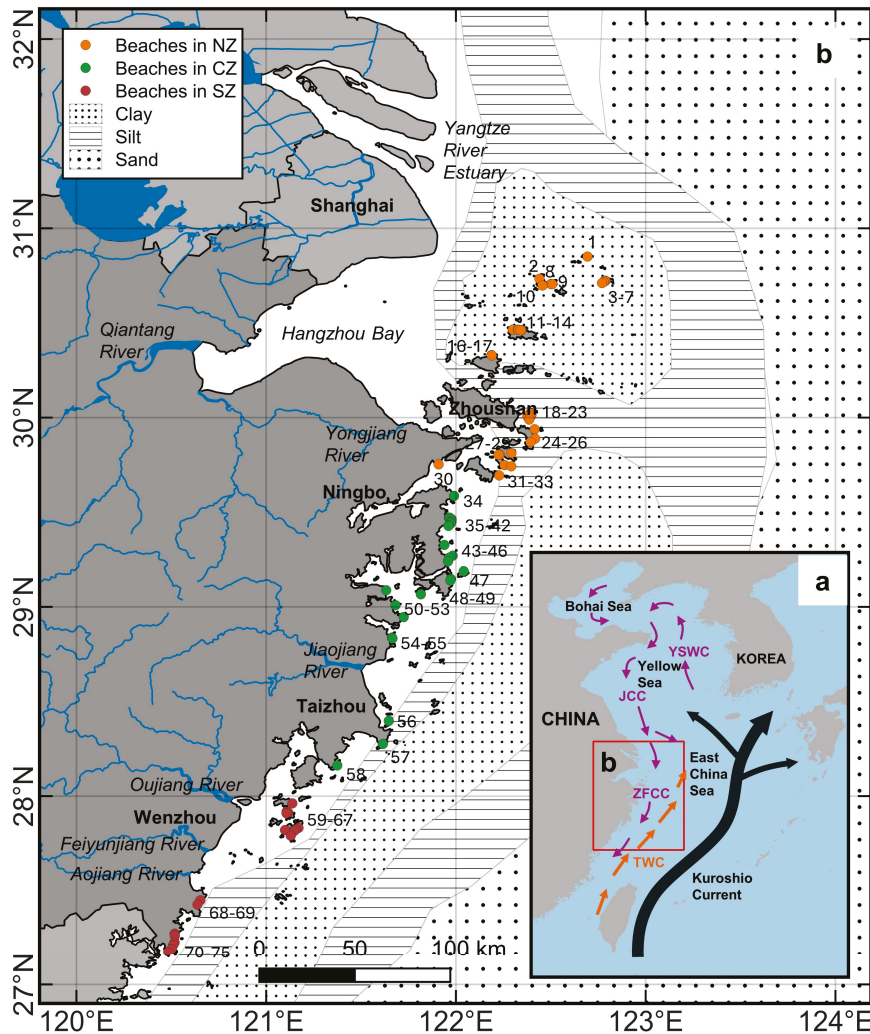 32°N
31°N
30°N
29°N
28°N
27°N
120°E
121°E
122°E
123°E
124°E
Beaches in NZ
Beaches in CZ
Beaches in SZ
Clay
Silt
Sand
b
Yangtze
River
Estuary
Shanghai
1
2
8
9
3-7
10
11-14
Hangzhou Bay
Qiantang
River
16-17
Zhoushan
18-23
Yongjiang
River
24-26
30
Ningbo
31-33
34
35-42
43-46
47
48-49
50-53
54-55
Jiaojiang
River
Taizhou
56
57
58
Oujiang River
59-67
Wenzhou
Feiyunjiang River
Aojiang River
68-69
70-75
0
50
100 km
a
Bohai Sea
YSWC
KOREA
Yellow
Sea
JCC
CHINA
b
East
China
Sea
ZFCC
TWC
Kuroshio
Current